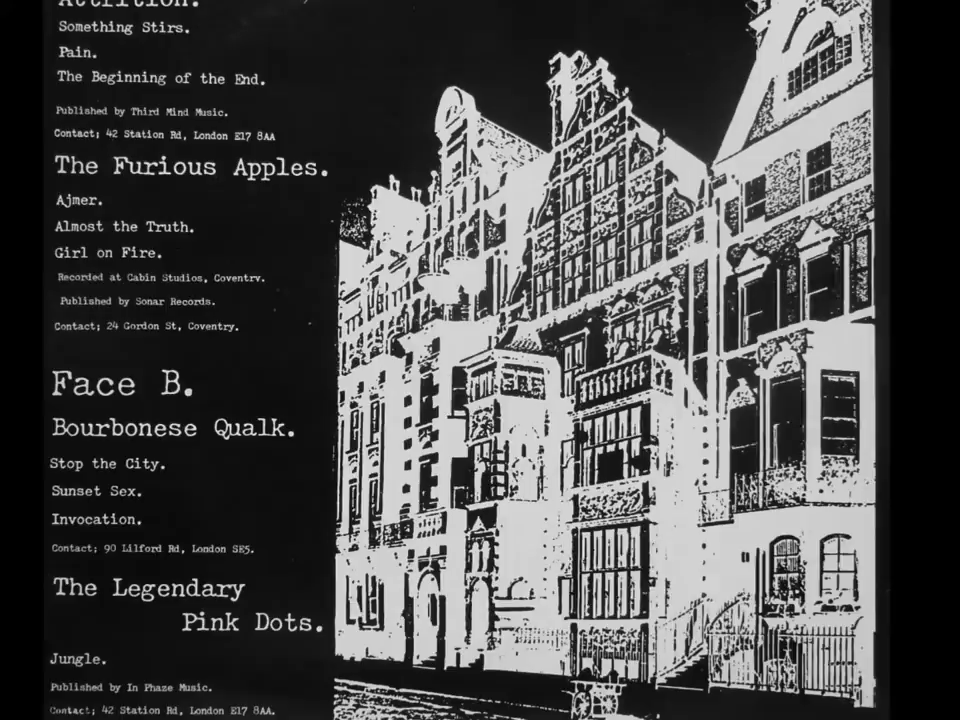 Attrition.
Something Stirs.
Pain.
The Beginning of the End.
Published by Third Mind Music.
Contact; 42 Station Rd, London E17 8AA
The Furious Apples.
Ajmer.
Almost the Truth.
Girl on Fire.
Recorded at Cabin Studios, Coventry.
Published by Sonar Records.
Contact; 24 Gordon St, Coventry.
Face B.
Bourbonese Qualk.
Stop the City.
Sunset Sex.
Invocation.
Contact; 90 Lilford Rd, London SE5.
The Legendary
Pink Dots.
Jungle.
Published by In Phaze Music.
Contact; 42 Station Rd, London E17 8AA.